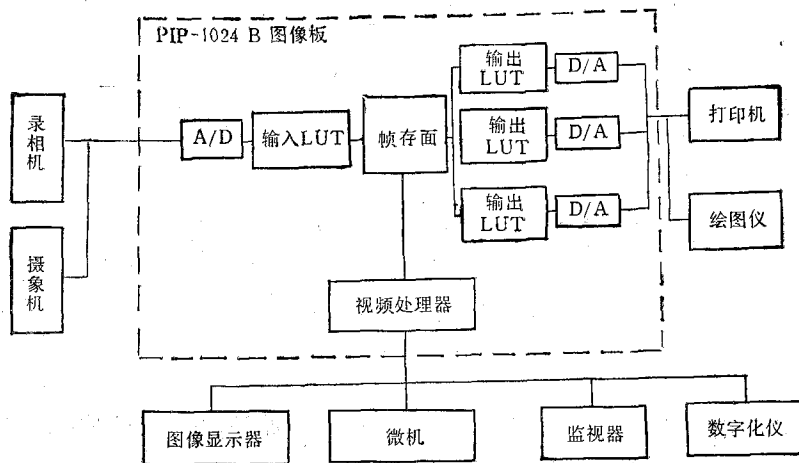 PIP-1024 B 图像板
录相机
摄象机
A/D
输入LUT
帧存面
输出
LUT
D/A
输出
LUT
D/A
输出
LUT
D/A
打印机
绘图仪
视频处理器
图像显示器
微机
监视器
数字化仪